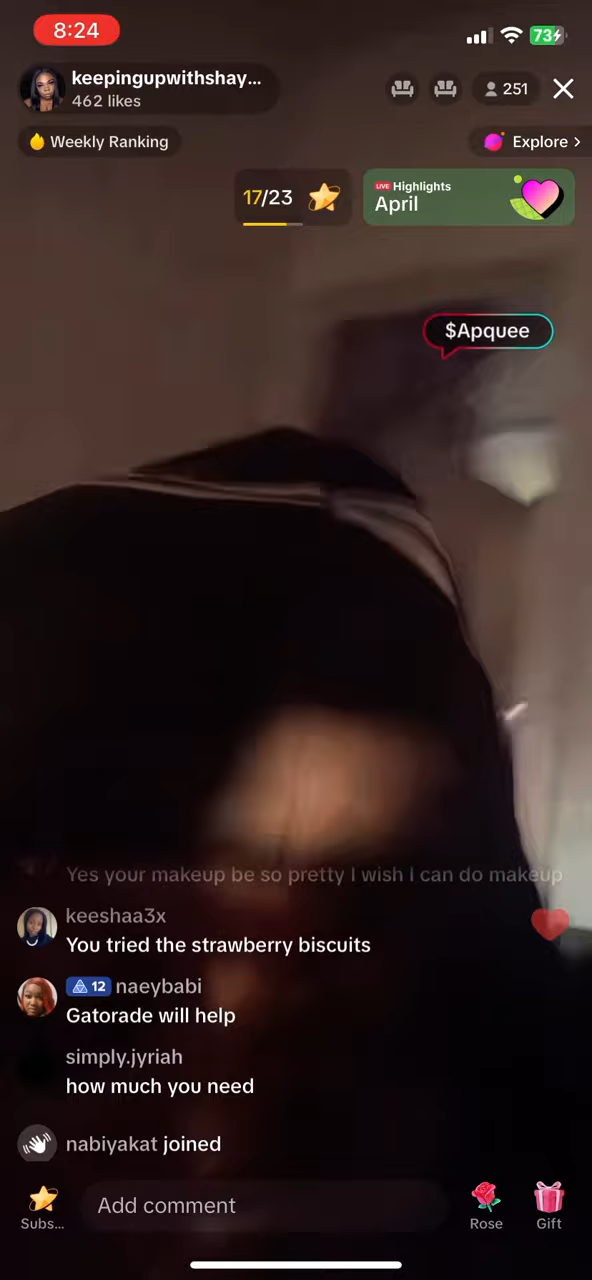 8:24
73
keepingupwithshay...
462 likes
251
Weekly Ranking
Explore >
17/23
LIVE Highlights
April
$Apquee
Yes your makeup be so pretty I wish I can do makeup
keeshaa3x
You tried the strawberry biscuits
12 naeybabi
Gatorade will help
simply.jyriah
how much you need
nabiyakat joined
Subs...
Add comment
Rose
Gift